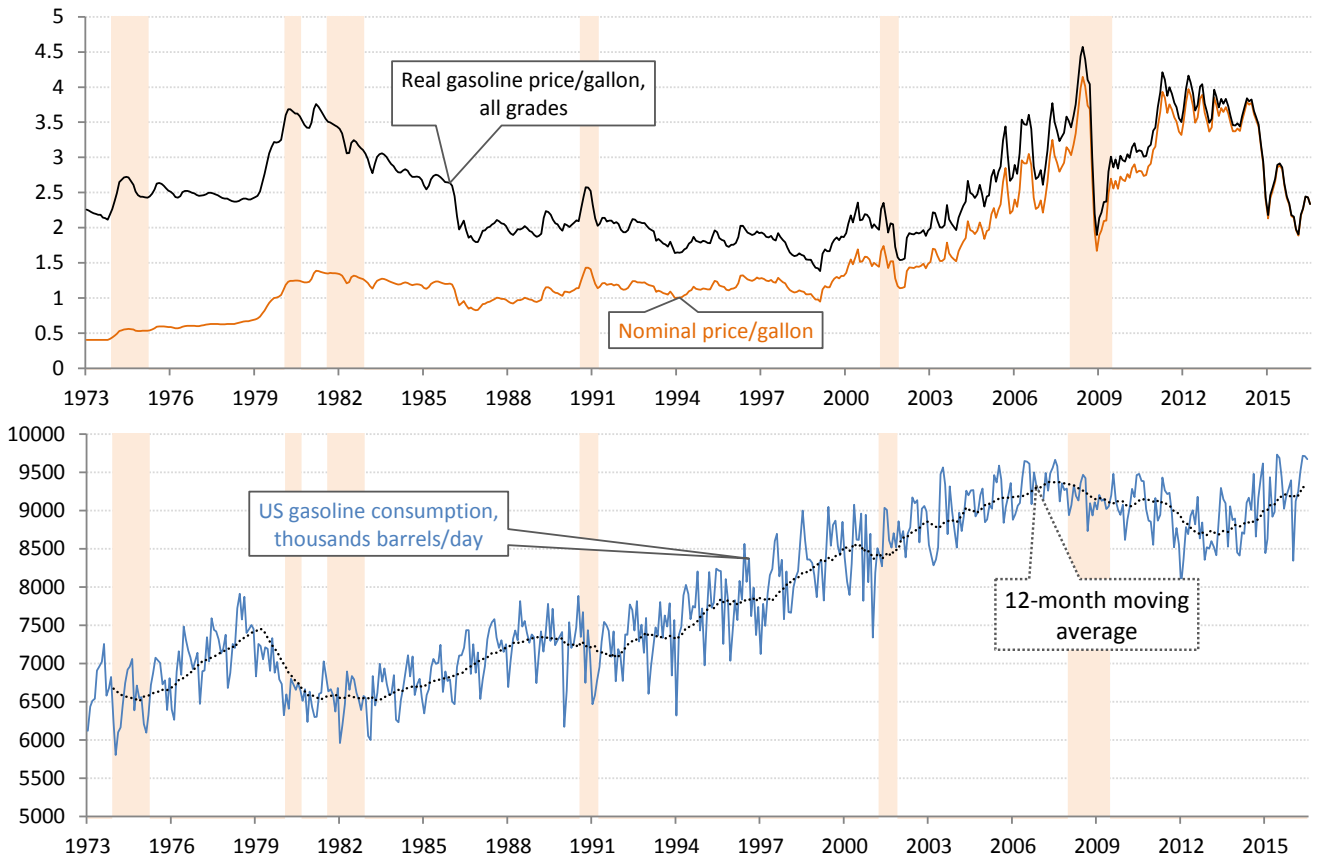 5
4.5
4
3.5
3
2.5
2
1.5
1
0.5
0
Real gasoline price/gallon,
all grades
Nominal price/gallon
1973 1976 1979 1982 1985 1988 1991 1994 1997 2000 2003 2006 2009 2012 2015
10000
9500
9000
8500
8000
7500
7000
6500
6000
5500
5000
US gasoline consumption,
thousands barrels/day
12-month moving
average
1973 1976 1979 1982 1985 1988 1991 1994 1997 2000 2003 2006 2009 2012 2015